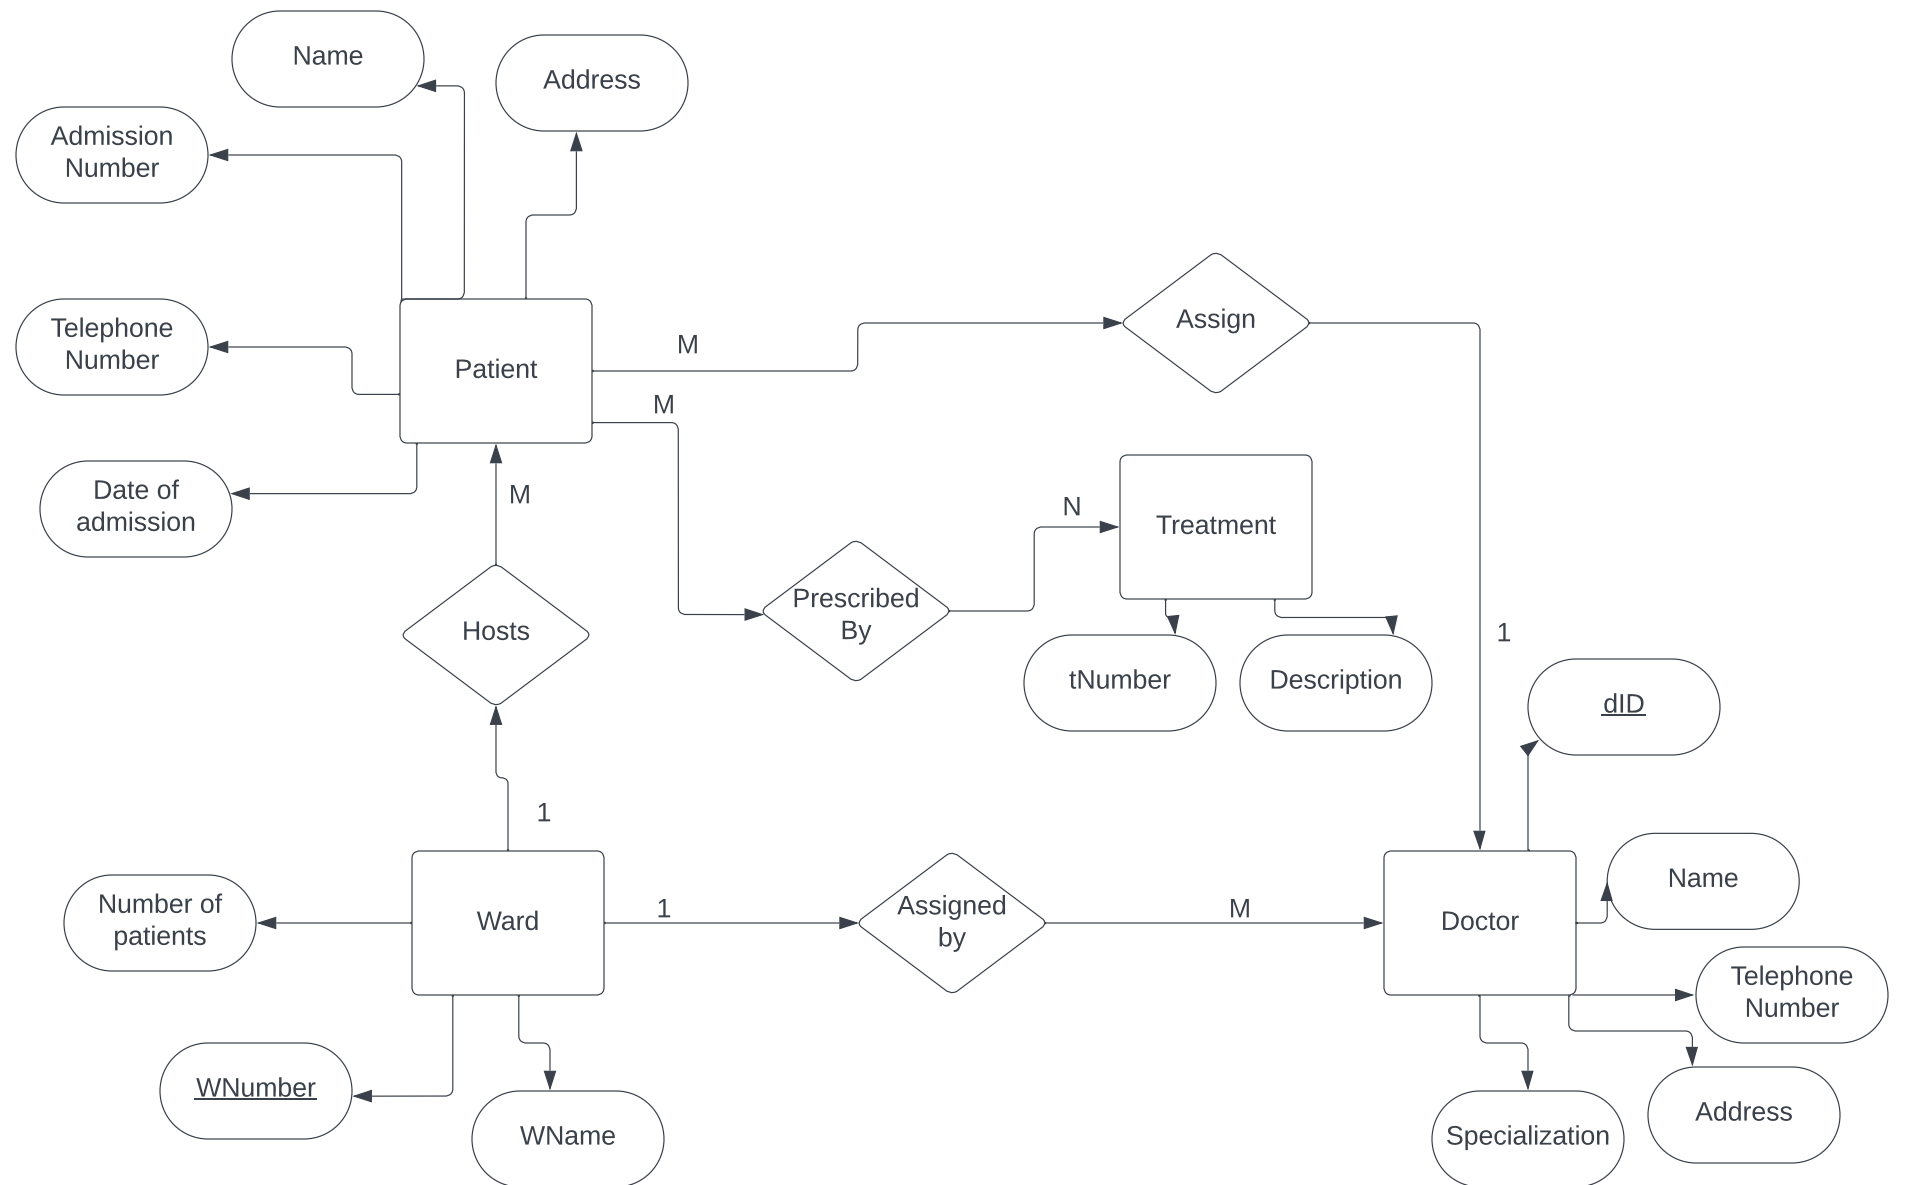 Name
Address
Admission
Number
Telephone
Number
Patient
M
Assign
M
Date of
admission
M
N
Treatment
Prescribed
By
Hosts
1
tNumber
Description
dID
1
Number of
patients
Ward
1
Assigned
by
M
Doctor
Name
Telephone
Number
WNumber
WName
Specialization
Address